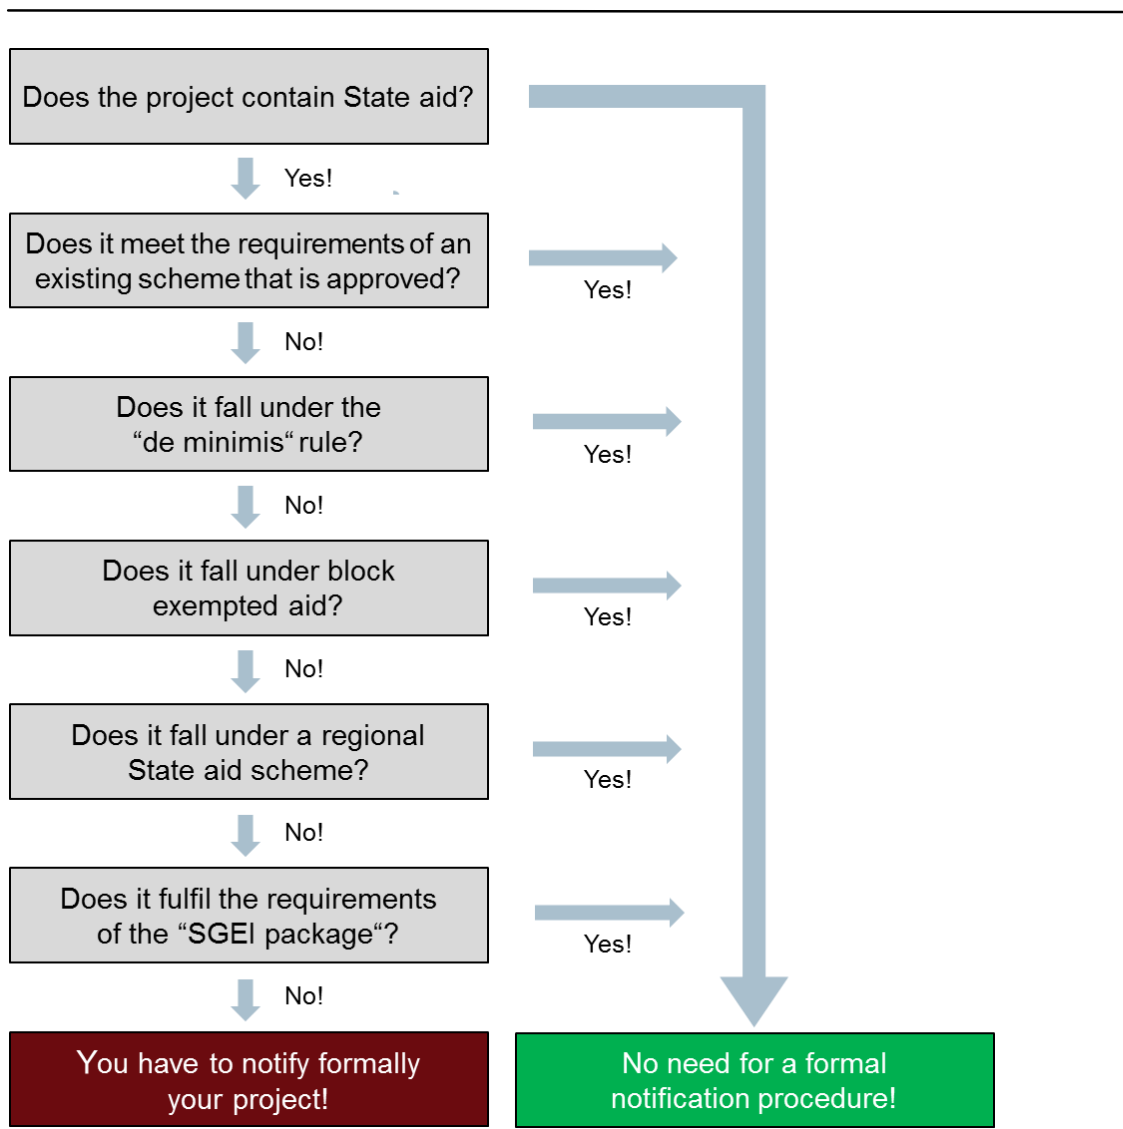 Does the project contain State aid?
Yes!
Does it meet the requirements of an
existing scheme that is approved?
Yes!
No!
Does it fall under the
“de minimis“ rule?
Yes!
No!
Does it fall under block
exempted aid?
Yes!
No!
Does it fall under a regional
State aid scheme?
Yes!
No!
Does it fulfil the requirements
of the “SGEI package“?
Yes!
No!
You have to notify formally
your project!
No need for a formal
notification procedure!